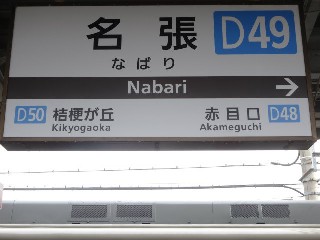 名張 D49
なばり
Nabari →
D50 桔梗が丘 赤目口 D48
Kikyogaoka Akameguchi